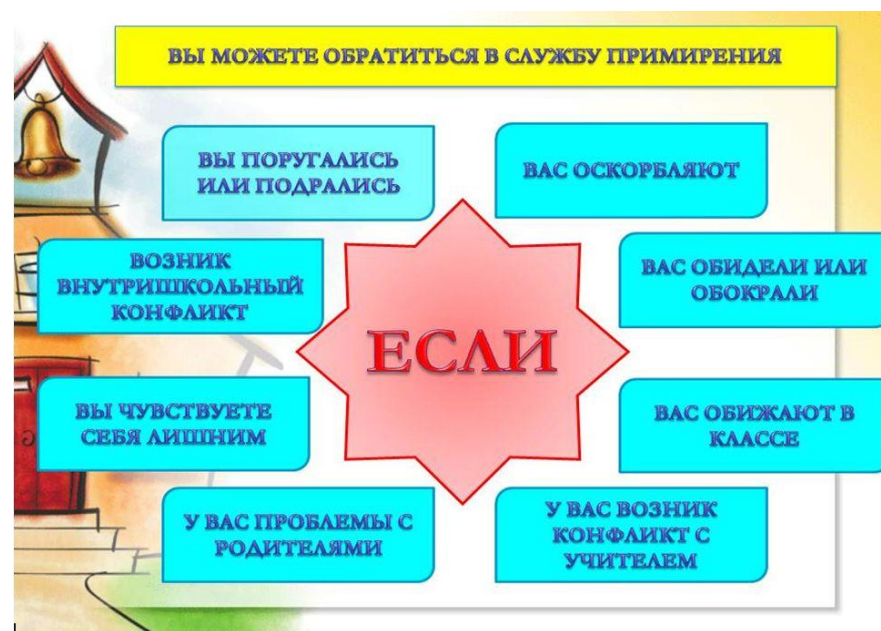 ВЫ МОЖЕТЕ ОБРАТИТЬСЯ В СЛУЖБУ ПРИМИРЕНИЯ
ВЫ ПОРУГАЛИСЬ
ИЛИ ПОДРАЛИСЬ
ВАС ОСКОРБЛЯЮТ
ВОЗНИК
ВНУТРИШКОЛЬНЫЙ
КОНФЛИКТ
ВАС ОБИДЕЛИ ИЛИ
ОБОКРАЛИ
ЕСЛИ
ВЫ ЧУВСТВУЕТЕ
СЕБЯ ЛИШНИМ
ВАС ОБИЖАЮТ В
КЛАССЕ
У ВАС ПРОБЛЕМЫ С
РОДИТЕЛЯМИ
У ВАС ВОЗНИК
КОНФЛИКТ С
УЧИТЕЛЕМ